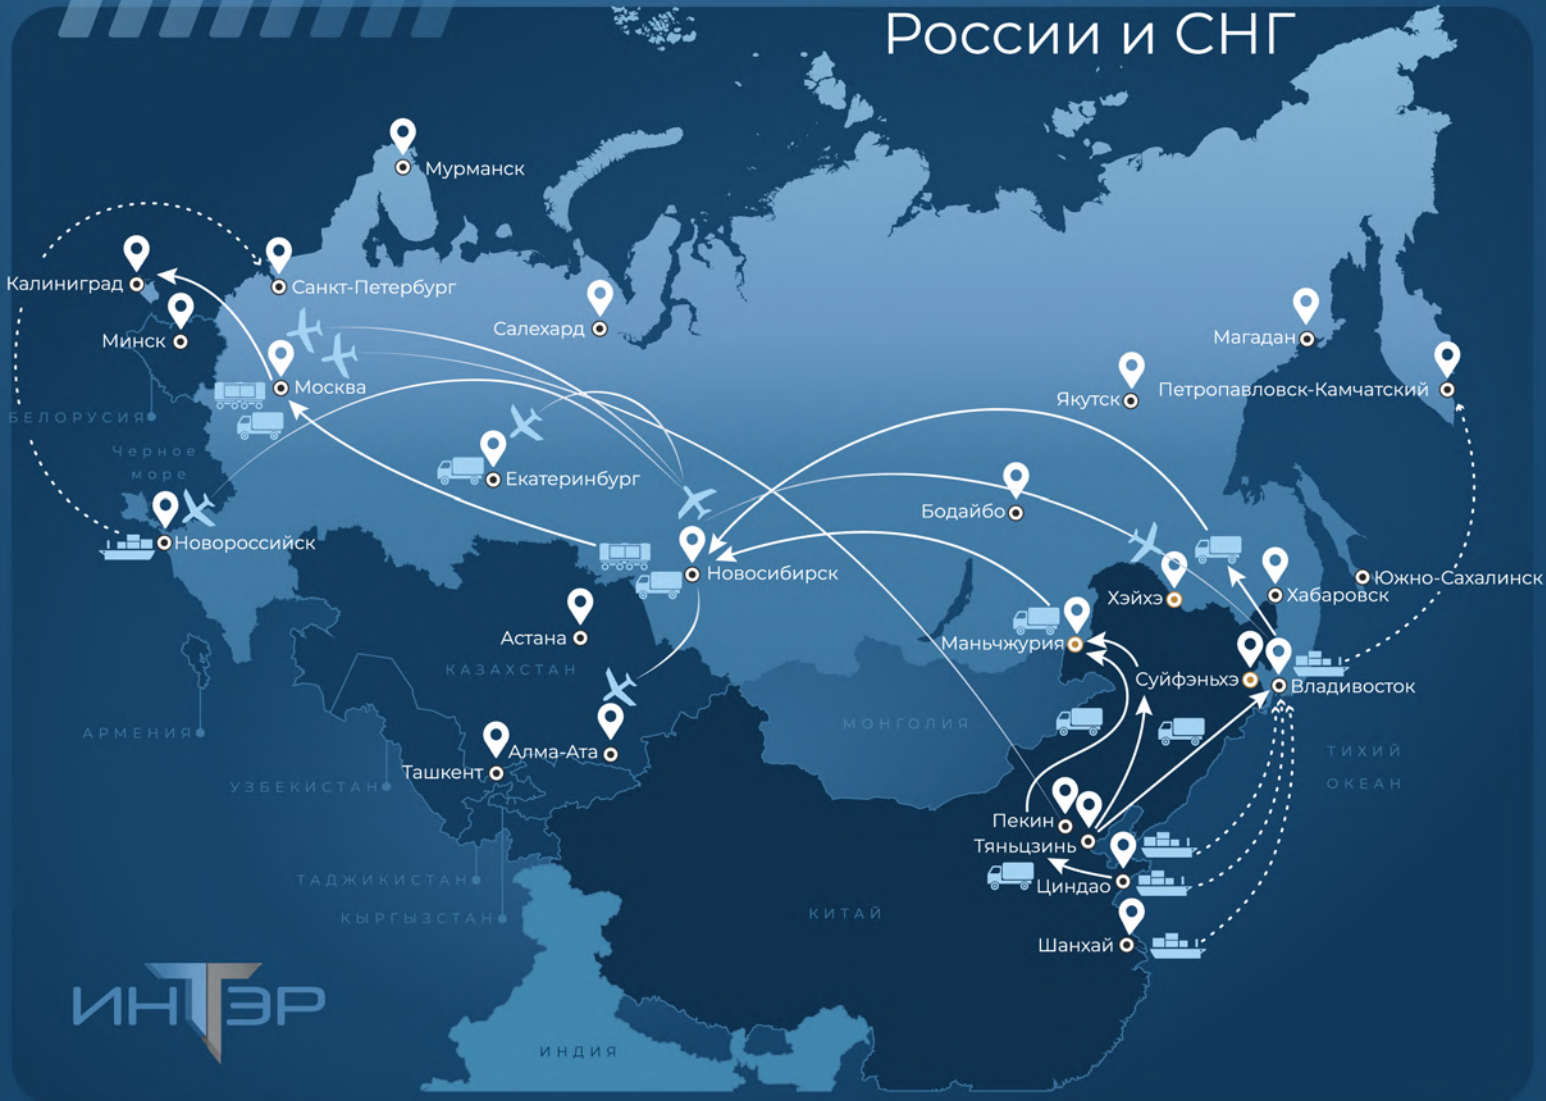 России и СНГ
Мурманск
Калининград
Санкт-Петербург
Салехард
Минск
Магадан
Москва
Якутск
Петропавловск-Камчатский
БЕЛОРУСИЯ
Черное
море
Екатеринбург
Бодайбо
Новороссийск
Новосибирск
Южно-Сахалинск
Хэйхэ
Хабаровск
Астана
Маньчжурия
КАЗАХСТАН
Суйфэньхэ
Владивосток
АРМЕНИЯ
МОНГОЛИЯ
ТИХИЙ
ОКЕАН
Алма-Ата
Ташкент
УЗБЕКИСТАН
Пекин
Тяньцзинь
ТАДЖИКИСТАН
Циндао
КЫРГЫЗСТАН
КИТАЙ
Шанхай
ИНТЭР
ИНДИЯ